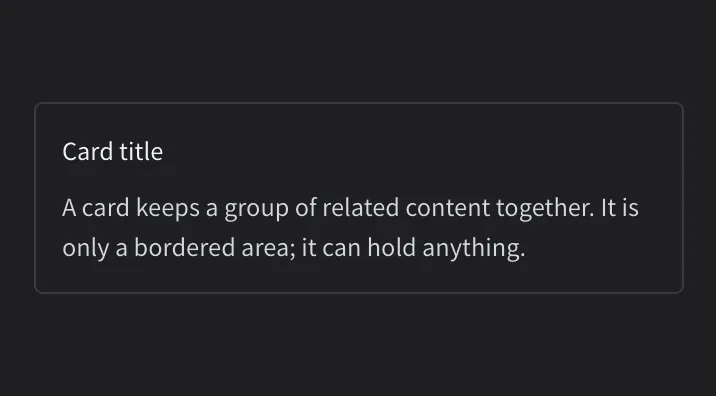 Card title
A card keeps a group of related content together. It is
only a bordered area; it can hold anything.